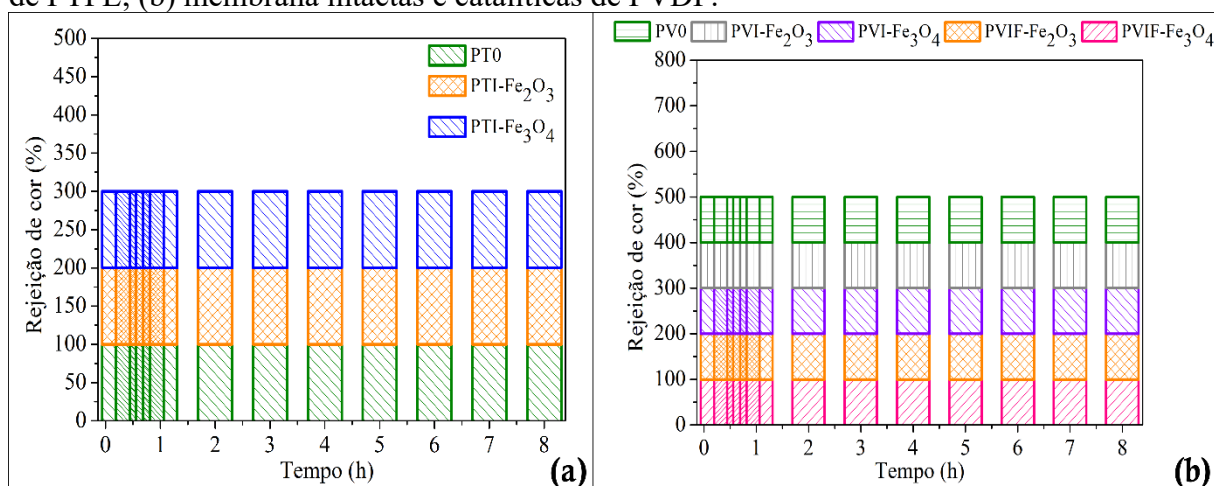 de PTFE; (b) membrana intactas e catalíticas de PVDF.
500
450
400
350
300
250
200
150
100
50
0
Rejeição de cor (%)
PT0
PTI-Fe₂O₃
PTI-Fe₃O₄
0 1 2 3 4 5 6 7 8
Tempo (h)
(a)
PV0 PVI-Fe₂O₃ PVI-Fe₃O₄ PVIF-Fe₂O₃ PVIF-Fe₃O₄
800
700
600
500
400
300
200
100
0
Rejeição de cor (%)
0 1 2 3 4 5 6 7 8
Tempo (h)
(b)